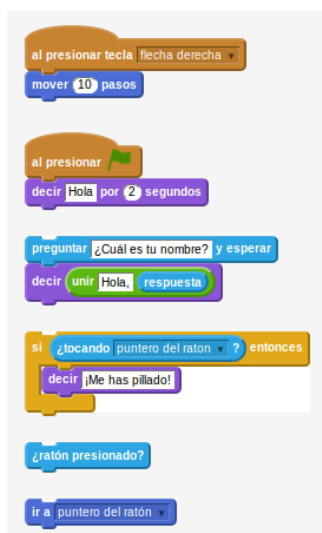 al presionar tecla flecha derecha
mover 10 pasos
al presionar
decir Hola por 2 segundos
preguntar ¿Cuál es tu nombre? y esperar
decir unir Hola, respuesta
si ¿tocando puntero del raton ? entonces
decir ¡Me has pillado!
¿ratón presionado?
ir a puntero del ratón